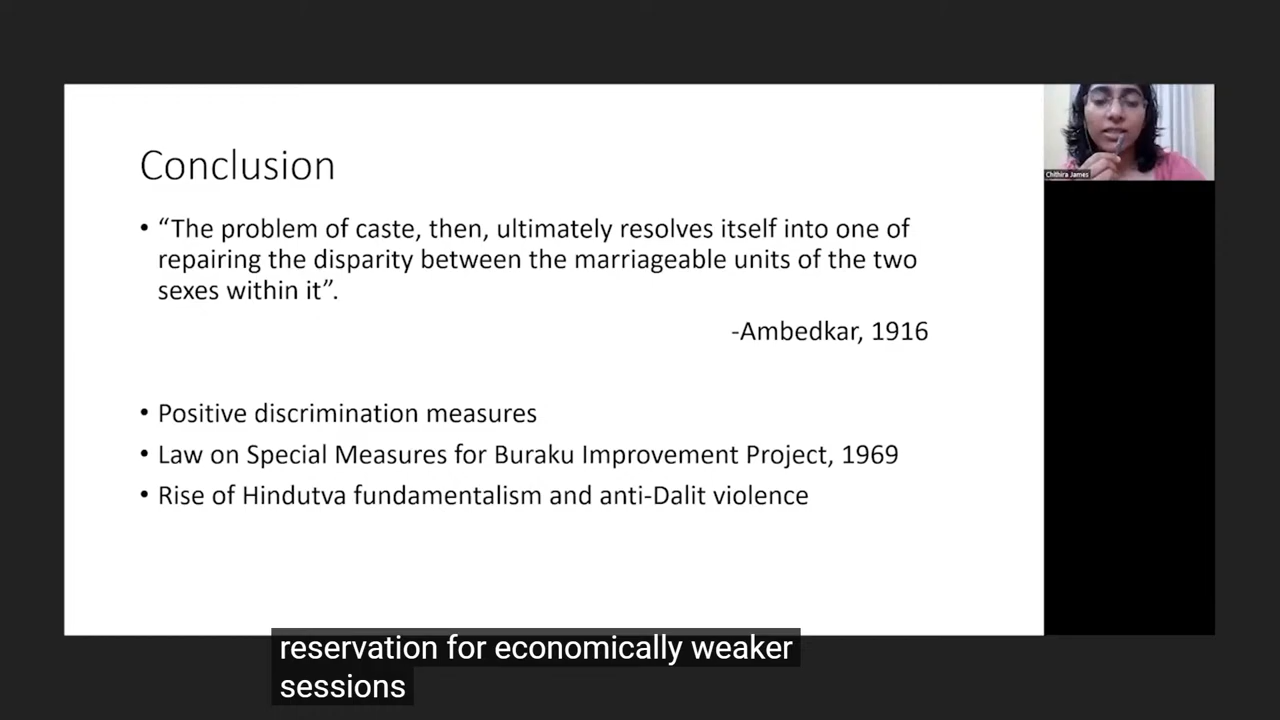 Conclusion
• “The problem of caste, then, ultimately resolves itself into one of
repairing the disparity between the marriageable units of the two
sexes within it”.
-Ambedkar, 1916
• Positive discrimination measures
• Law on Special Measures for Buraku Improvement Project, 1969
• Rise of Hindutva fundamentalism and anti-Dalit violence
Chithira James
reservation for economically weaker
sessions